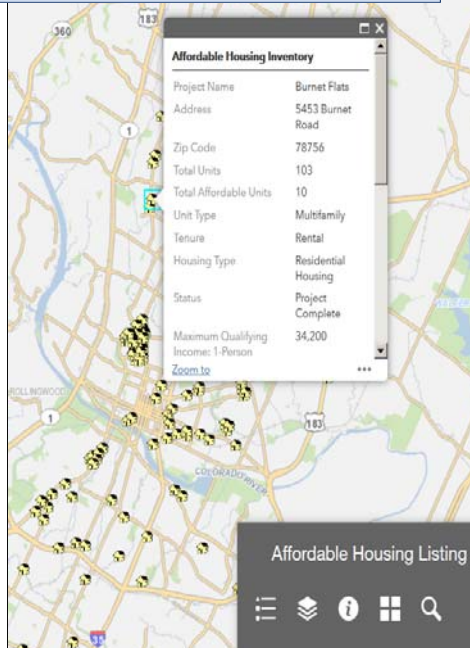 360
183
Affordable Housing Inventory
Project Name Burnet Flats
Address 5453 Burnet
Road
Zip Code 78756
Total Units 103
Total Affordable Units 10
Unit Type Multifamily
Tenure Rental
Housing Type Residential
Housing
Status Project
Complete
Maximum Qualifying 34,200
Income: 1-Person
Zoom to
1
ROLLINGWOOD
1
183
COLORADO RIVER
Affordable Housing Listing
35